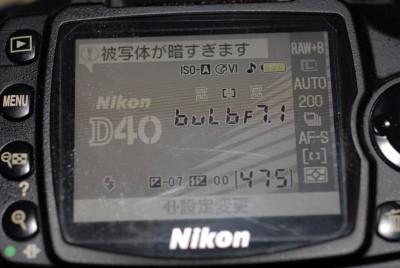 被写体が暗すぎます
ISO-A VI
RAW+B
L
MENU
Nikon
AUTO
D40
bulb F7.1
200
AF-S
?
-0.7 0.0 [475]
設定変更
Nikon